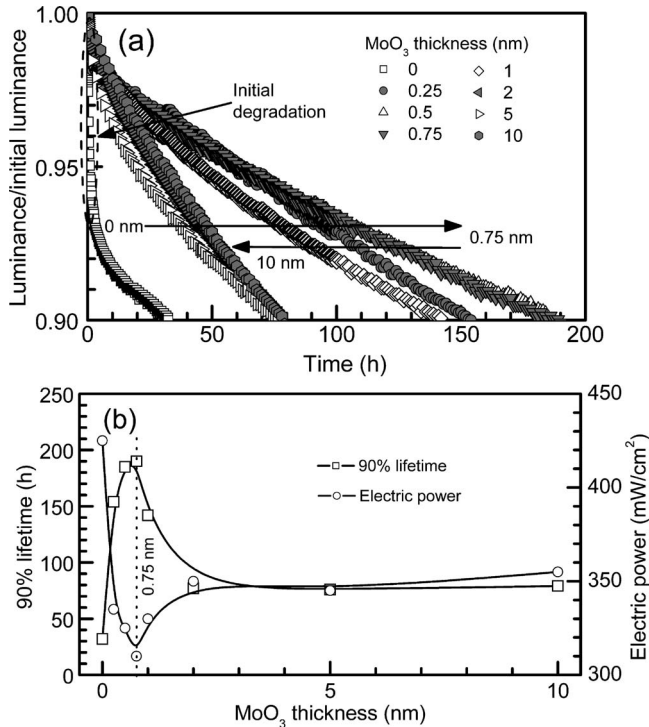 (a)
MoO3 thickness (nm)
0
1
0.25
2
0.5
5
0.75
10
Initial
degradation
0 nm
0.75 nm
10 nm
1.00
0.95
0.90
Luminance/initial luminance
0 50 100 150 200
Time (h)
(b)
250
200
150
100
50
0
90% lifetime (h)
90% lifetime
Electric power
0.75 nm
450
400
350
300
Electric power (mW/cm2)
0 5 10
MoO3 thickness (nm)